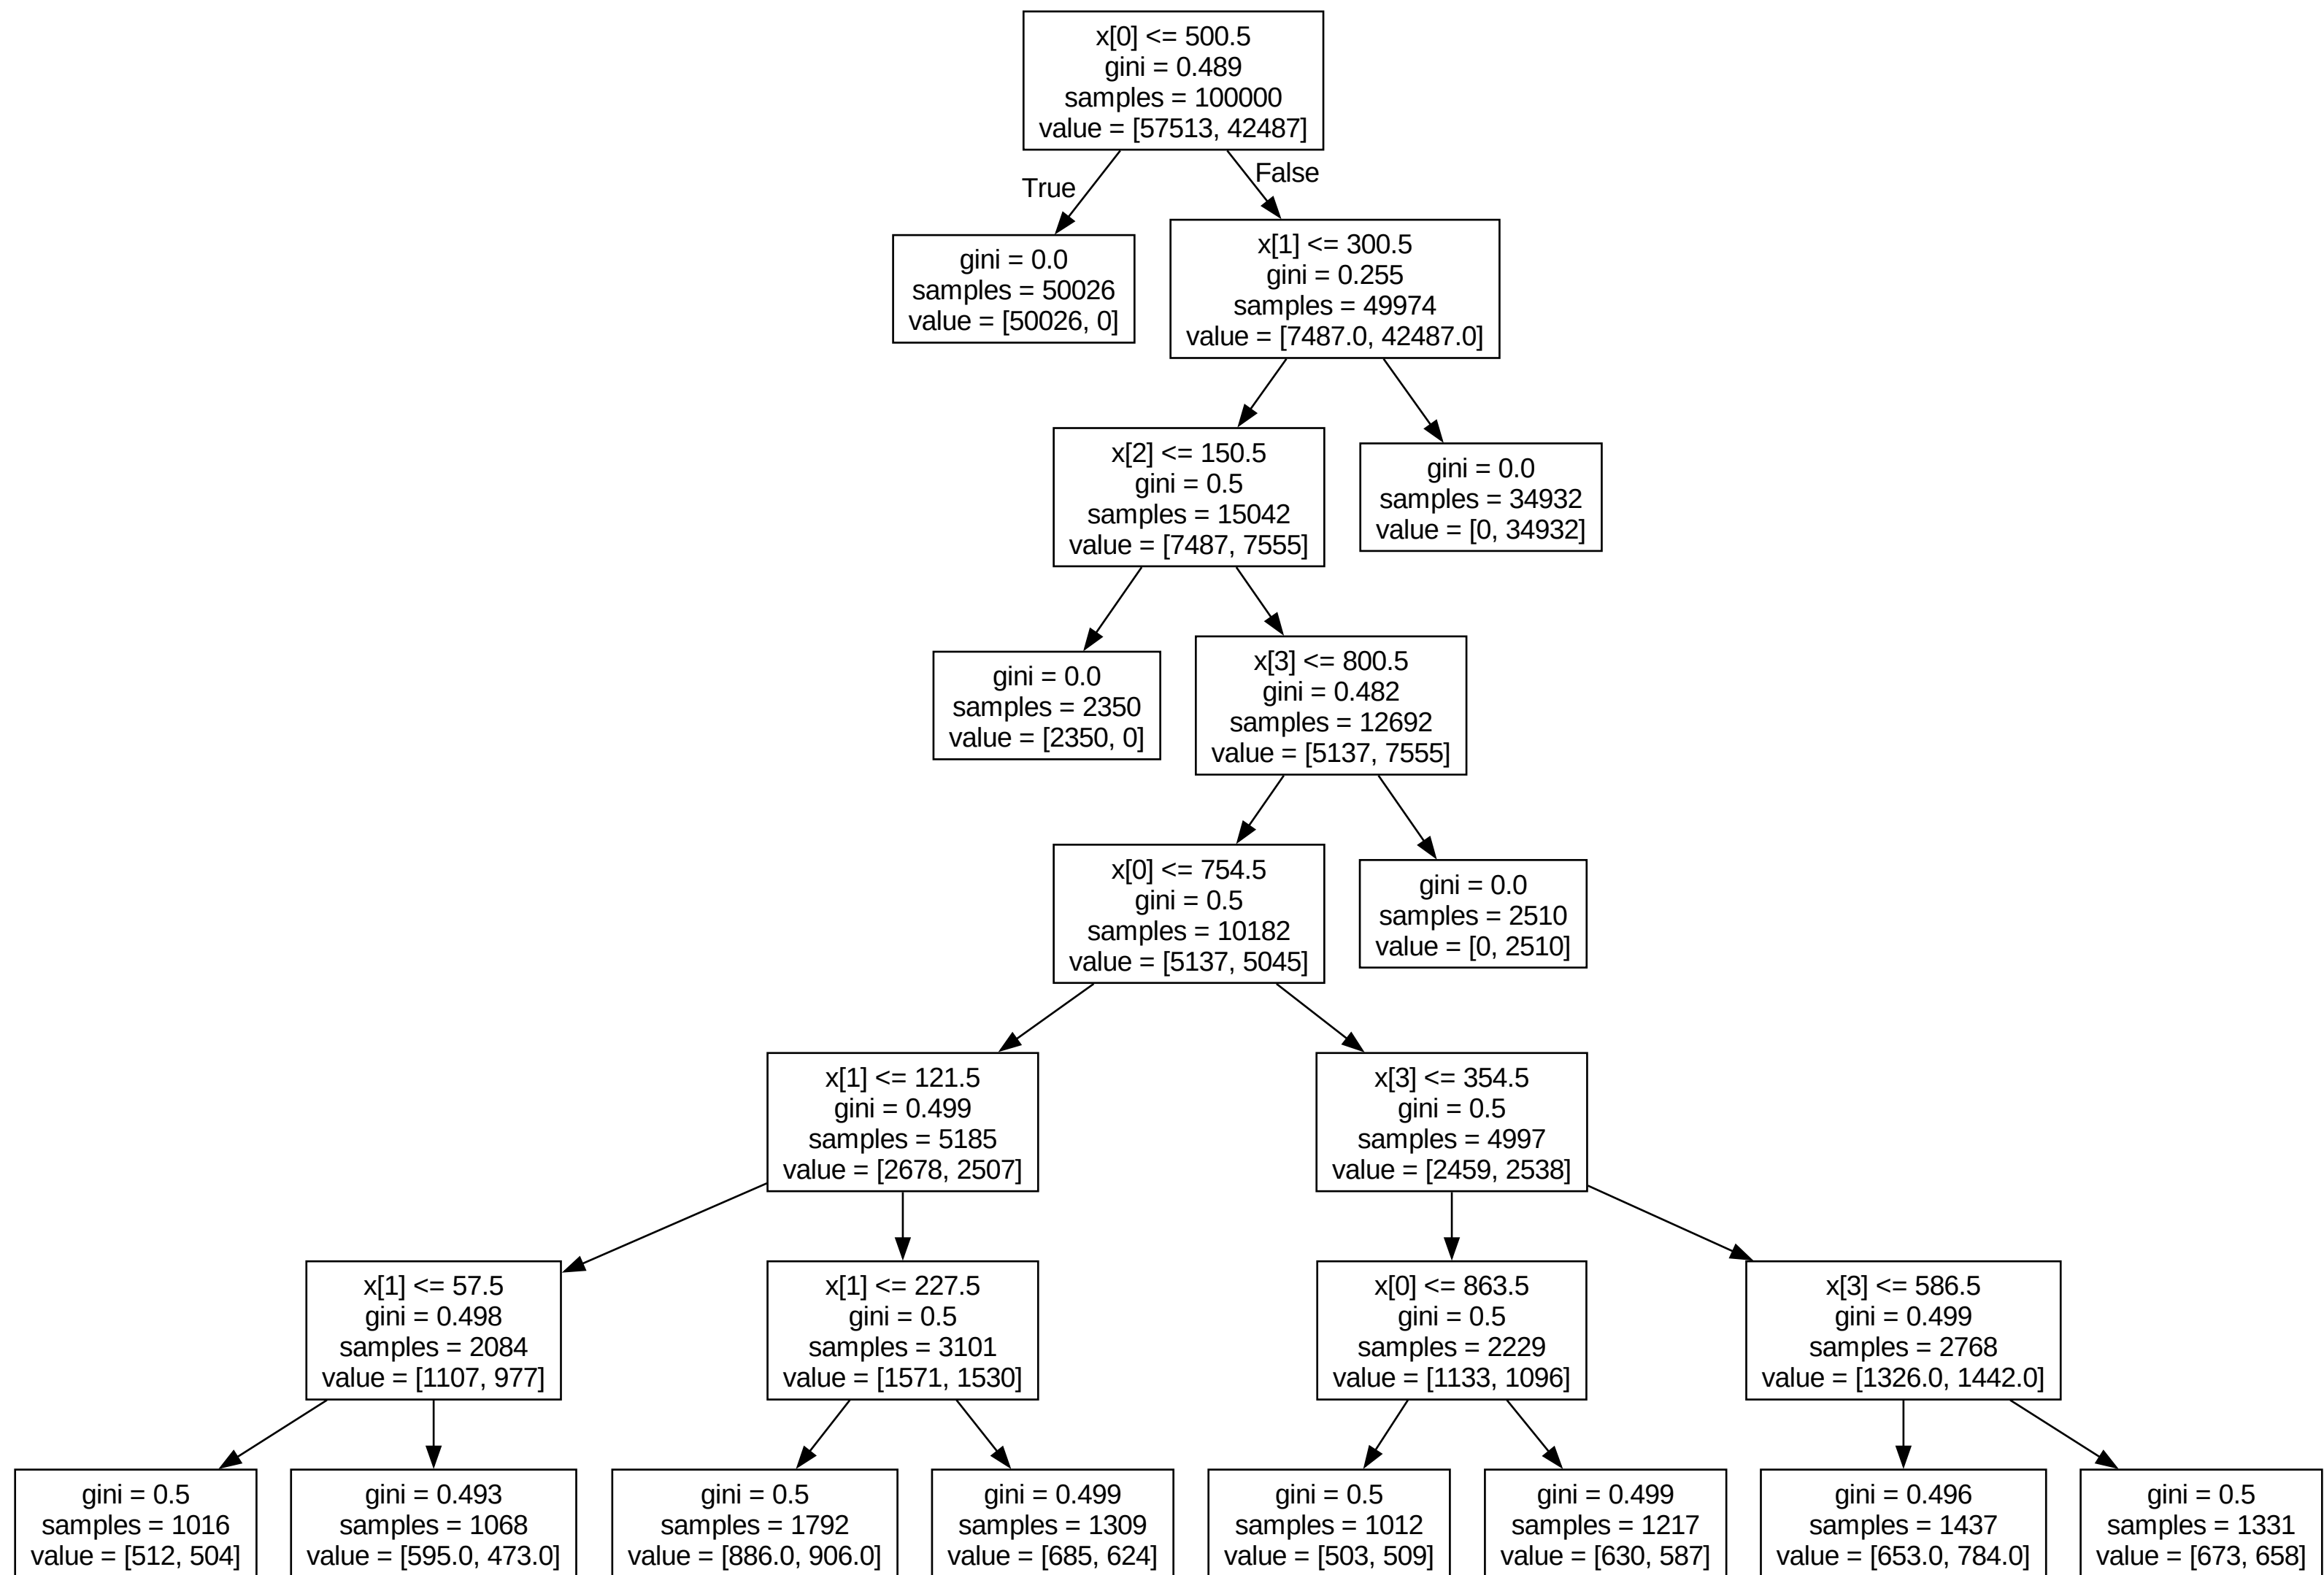 x[0] <= 500.5
gini = 0.489
samples = 100000
value = [57513, 42487]
True
False
gini = 0.0
samples = 50026
value = [50026, 0]
x[1] <= 300.5
gini = 0.255
samples = 49974
value = [7487.0, 42487.0]
x[2] <= 150.5
gini = 0.5
samples = 15042
value = [7487, 7555]
gini = 0.0
samples = 34932
value = [0, 34932]
gini = 0.0
samples = 2350
value = [2350, 0]
x[3] <= 800.5
gini = 0.482
samples = 12692
value = [5137, 7555]
x[0] <= 754.5
gini = 0.5
samples = 10182
value = [5137, 5045]
gini = 0.0
samples = 2510
value = [0, 2510]
x[1] <= 121.5
gini = 0.499
samples = 5185
value = [2678, 2507]
x[3] <= 354.5
gini = 0.5
samples = 4997
value = [2459, 2538]
x[1] <= 57.5
gini = 0.498
samples = 2084
value = [1107, 977]
x[1] <= 227.5
gini = 0.5
samples = 3101
value = [1571, 1530]
x[0] <= 863.5
gini = 0.5
samples = 2229
value = [1133, 1096]
x[3] <= 586.5
gini = 0.499
samples = 2768
value = [1326.0, 1442.0]
gini = 0.5
samples = 1016
value = [512, 504]
gini = 0.493
samples = 1068
value = [595.0, 473.0]
gini = 0.5
samples = 1792
value = [886.0, 906.0]
gini = 0.499
samples = 1309
value = [685, 624]
gini = 0.5
samples = 1012
value = [503, 509]
gini = 0.499
samples = 1217
value = [630, 587]
gini = 0.496
samples = 1437
value = [653.0, 784.0]
gini = 0.5
samples = 1331
value = [673, 658]